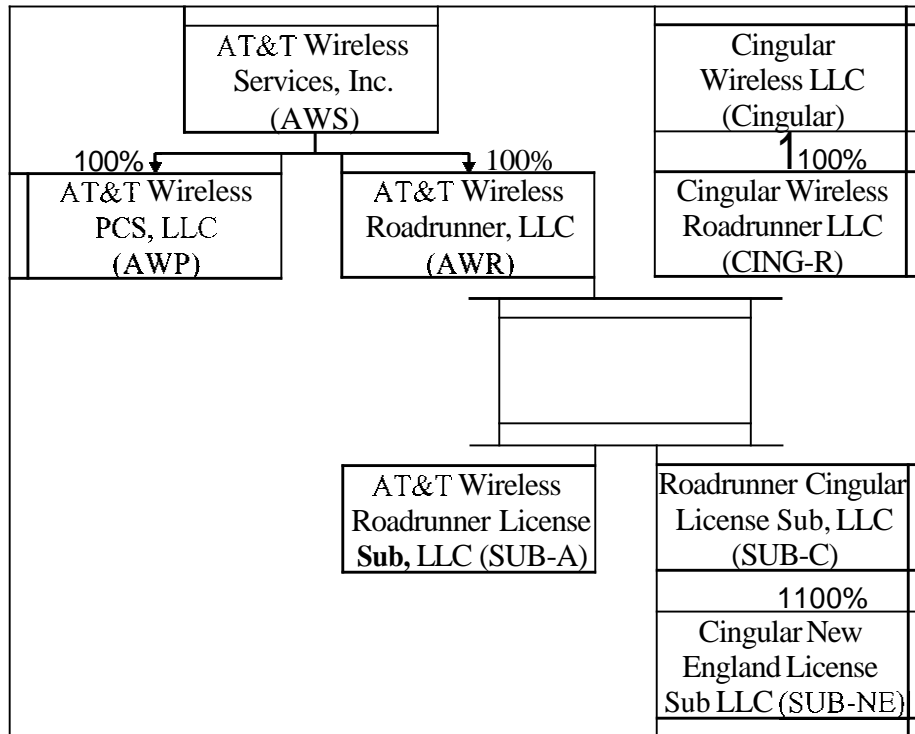 AT&T Wireless
Services, Inc.
(AWS)
Cingular
Wireless LLC
(Cingular)
100%
100%
1100%
AT&T Wireless
PCS, LLC
(AWP)
AT&T Wireless
Roadrunner, LLC
(AWR)
Cingular Wireless
Roadrunner LLC
(CING-R)
AT&T Wireless
Roadrunner License
Sub, LLC (SUB-A)
Roadrunner Cingular
License Sub, LLC
(SUB-C)
1100%
Cingular New
England License
Sub LLC (SUB-NE)